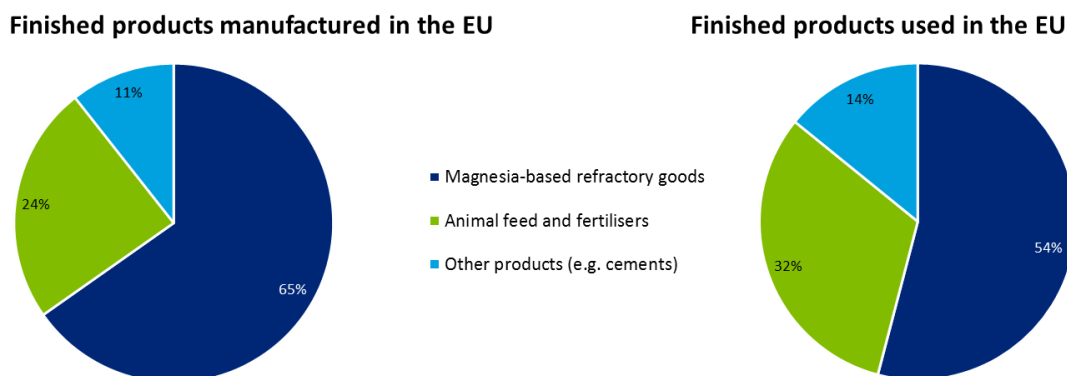 Finished products manufactured in the EU
Finished products used in the EU
11%
24%
65%
Magnesia-based refractory goods
Animal feed and fertilisers
Other products (e.g. cements)
14%
32%
54%